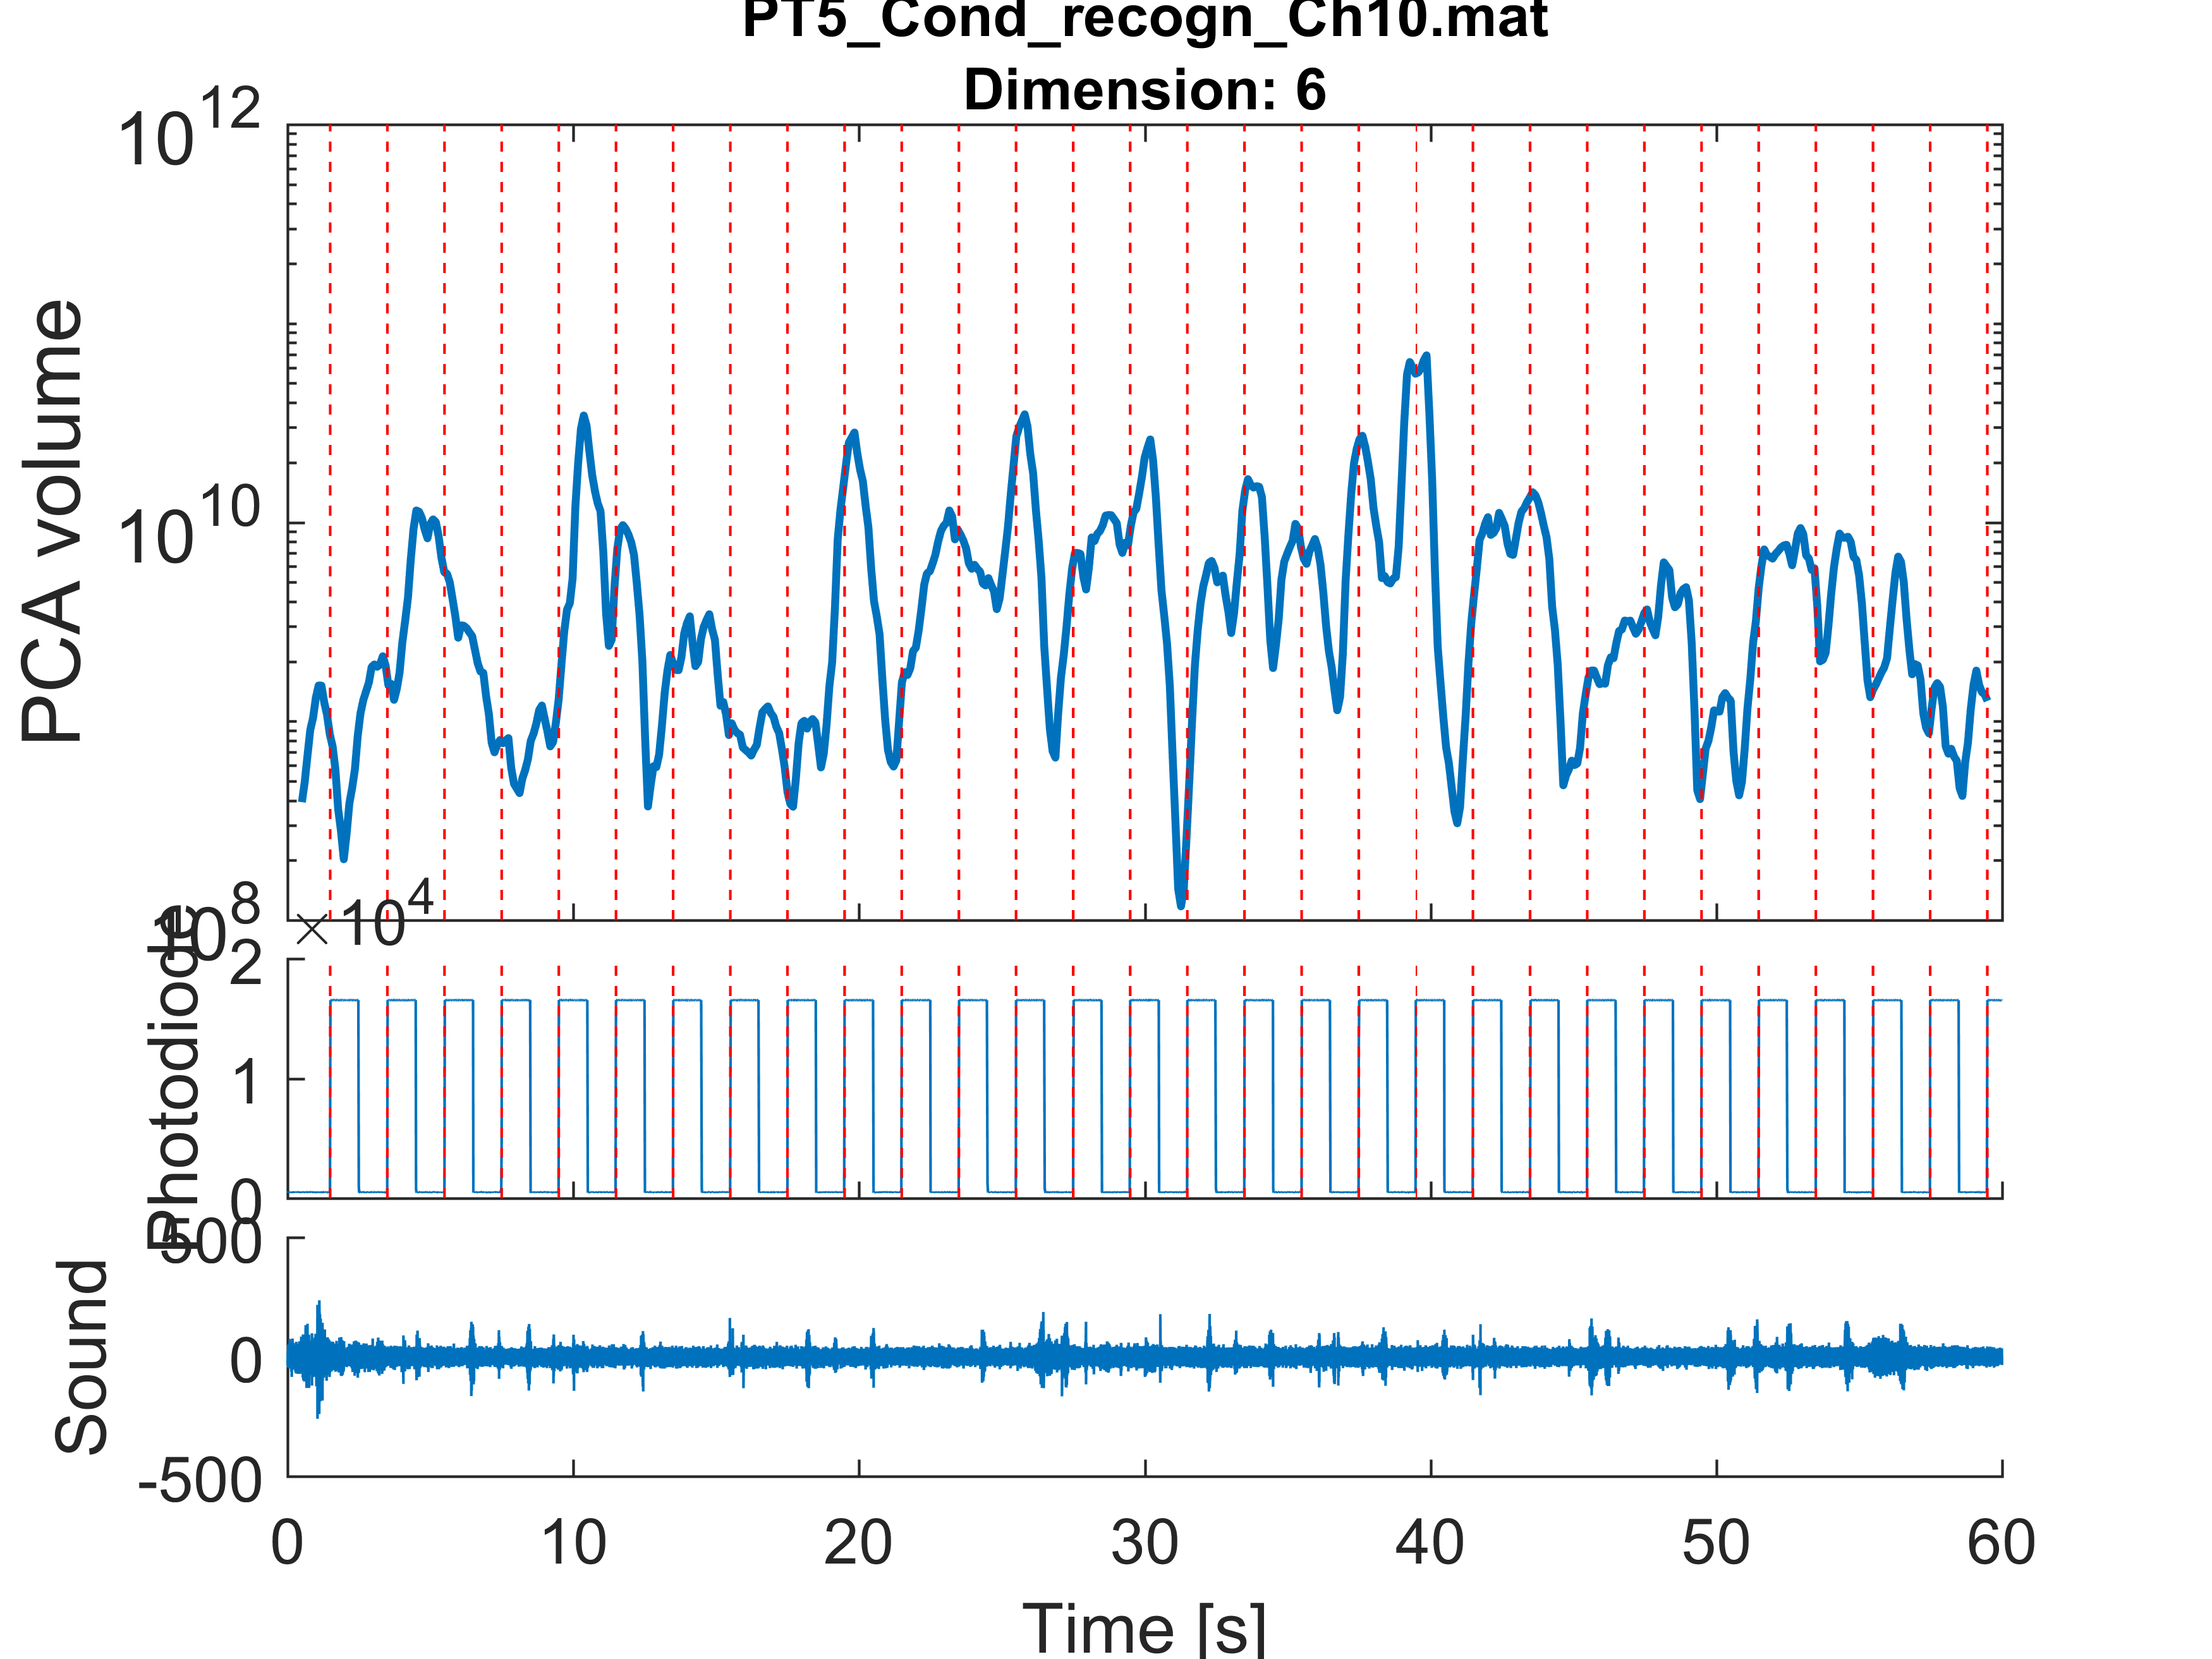 PT5_Cond_recogn_Ch10.mat
Dimension: 6
10^12
10^10
10^8
PCA volume
×10^4
2
1
0
Photodiode
500
0
-500
Sound
0 10 20 30 40 50 60
Time [s]